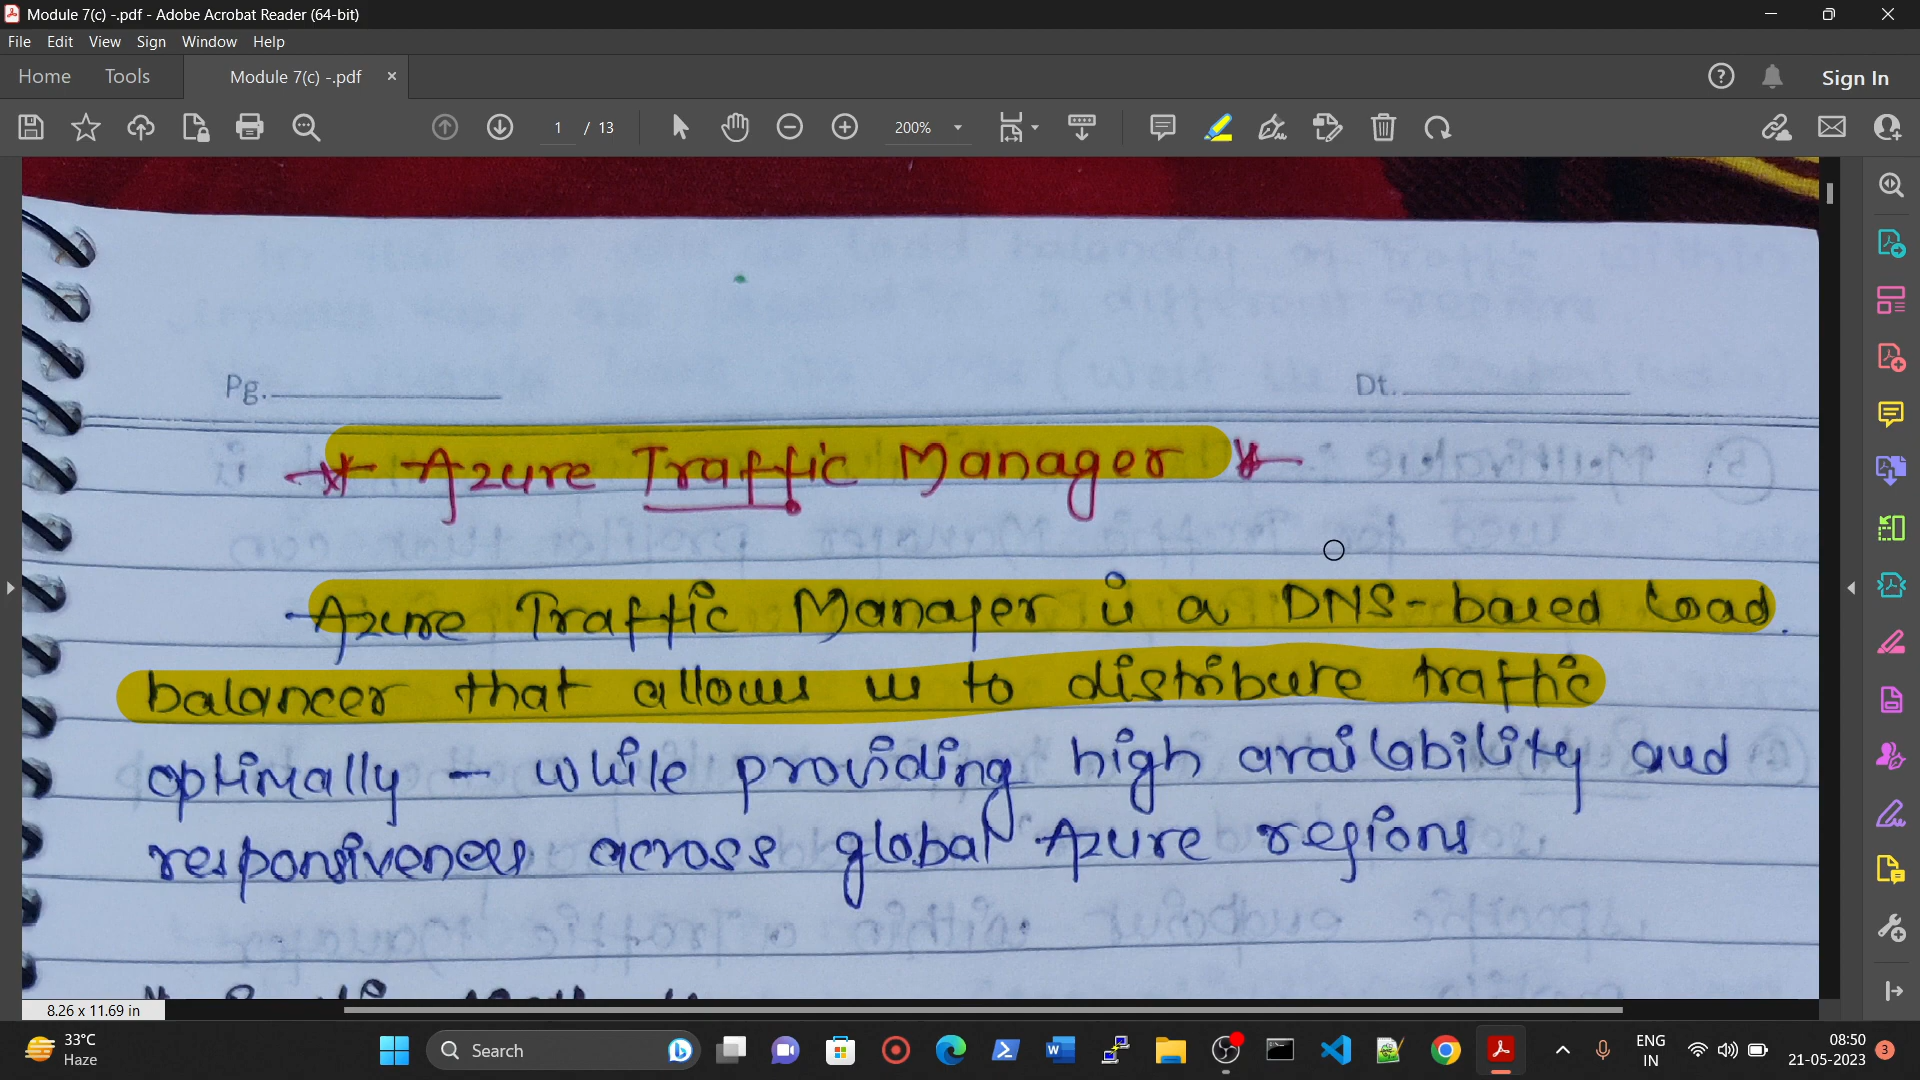 Module 7(c) -.pdf - Adobe Acrobat Reader (64-bit)
File Edit View Sign Window Help
Home Tools Module 7(c) -.pdf × Sign In
1 / 13 200%
Pg. Dt.
Azure Traffic Manager
Azure Traffic Manager is a DNS-based load
balancer that allows us to distribute traffic
optimally - while providing high availability and
responsiveness across global Azure regions
8.26 x 11.69 in
33°C
Haze
Search
ENG
IN
08:50
21-05-2023
3